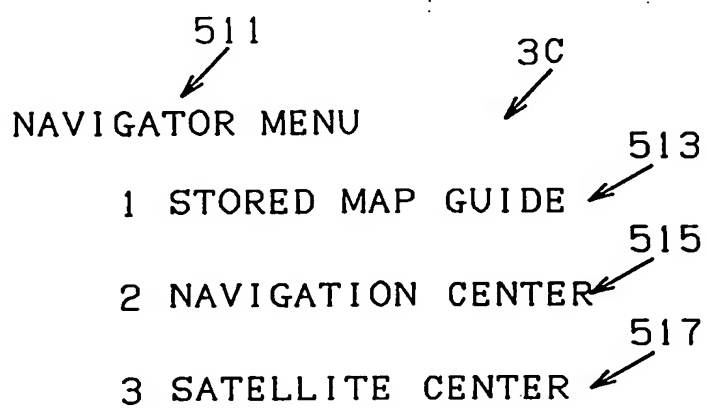 511
3C
NAVIGATOR MENU
513
1 STORED MAP GUIDE
515
2 NAVIGATION CENTER
517
3 SATELLITE CENTER